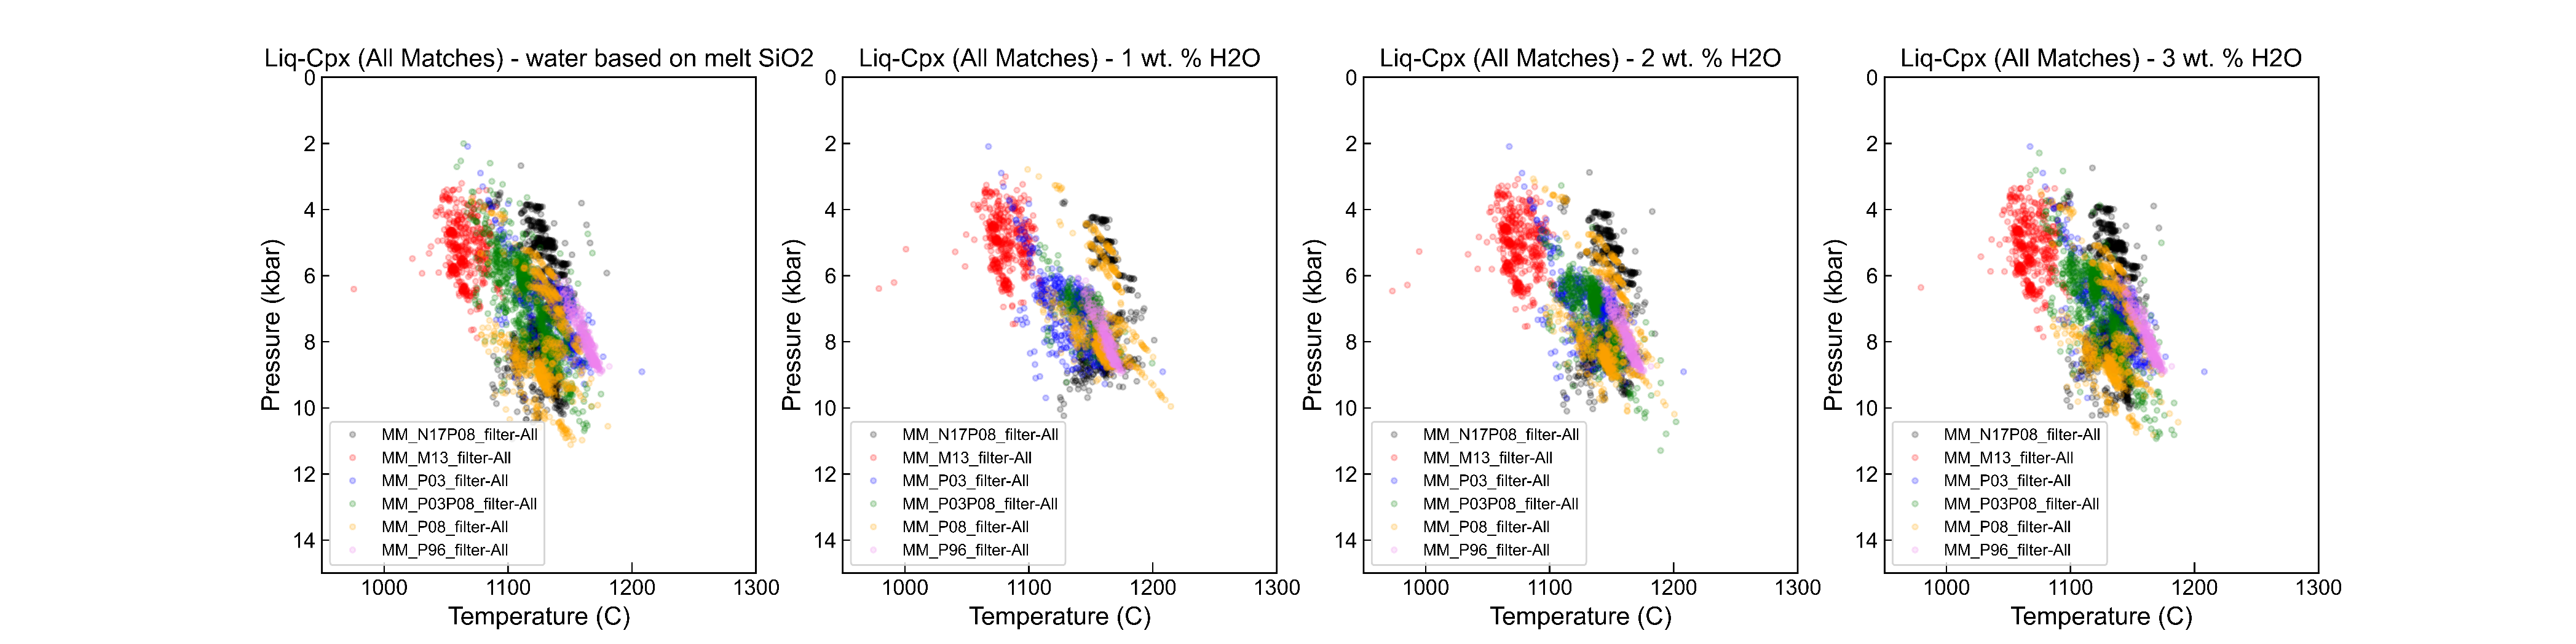 Liq-Cpx (All Matches) - water based on melt SiO2
0
2
4
6
8
10
12
14
Pressure (kbar)
MM_N17P08_filter-All
MM_M13_filter-All
MM_P03_filter-All
MM_P03P08_filter-All
MM_P08_filter-All
MM_P96_filter-All
1000 1100 1200 1300
Temperature (C)
Liq-Cpx (All Matches) - 1 wt. % H2O
0
2
4
6
8
10
12
14
Pressure (kbar)
MM_N17P08_filter-All
MM_M13_filter-All
MM_P03_filter-All
MM_P03P08_filter-All
MM_P08_filter-All
MM_P96_filter-All
1000 1100 1200 1300
Temperature (C)
Liq-Cpx (All Matches) - 2 wt. % H2O
0
2
4
6
8
10
12
14
Pressure (kbar)
MM_N17P08_filter-All
MM_M13_filter-All
MM_P03_filter-All
MM_P03P08_filter-All
MM_P08_filter-All
MM_P96_filter-All
1000 1100 1200 1300
Temperature (C)
Liq-Cpx (All Matches) - 3 wt. % H2O
0
2
4
6
8
10
12
14
Pressure (kbar)
MM_N17P08_filter-All
MM_M13_filter-All
MM_P03_filter-All
MM_P03P08_filter-All
MM_P08_filter-All
MM_P96_filter-All
1000 1100 1200 1300
Temperature (C)